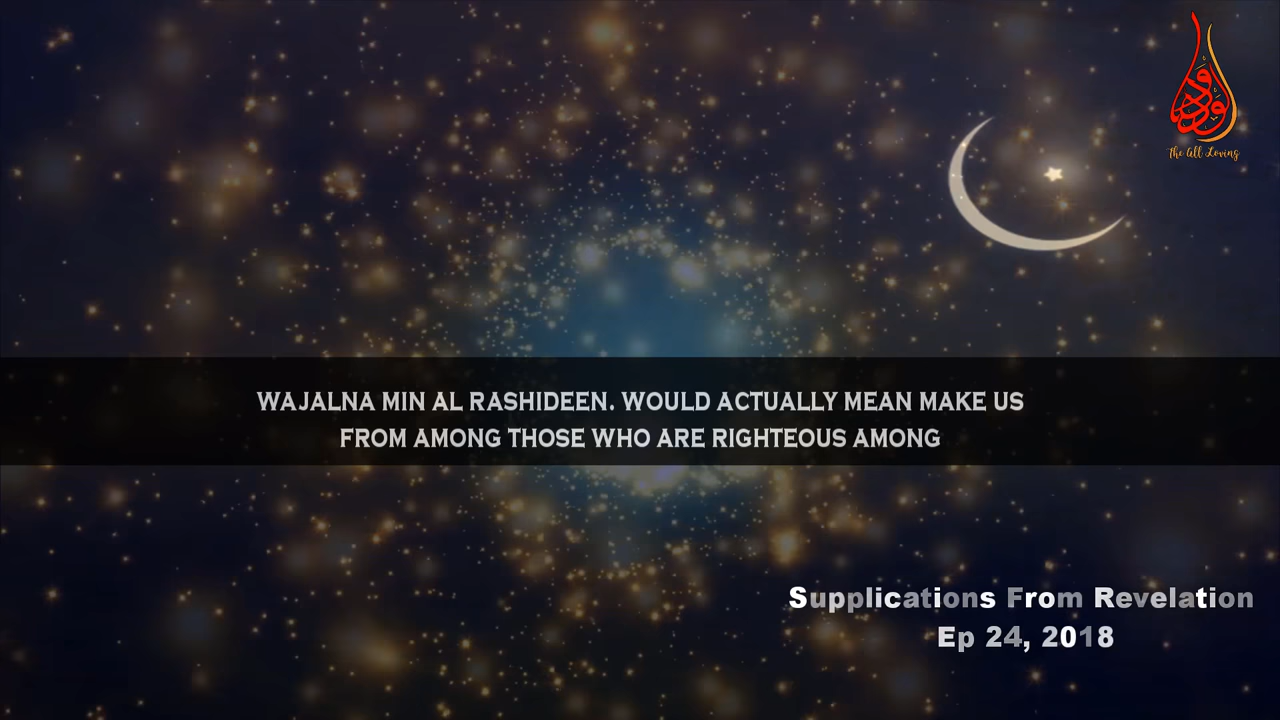 الودود
The All Loving
WAJALNA MIN AL RASHIDEEN. WOULD ACTUALLY MEAN MAKE US
FROM AMONG THOSE WHO ARE RIGHTEOUS AMONG
Supplications From Revelation
Ep 24, 2018